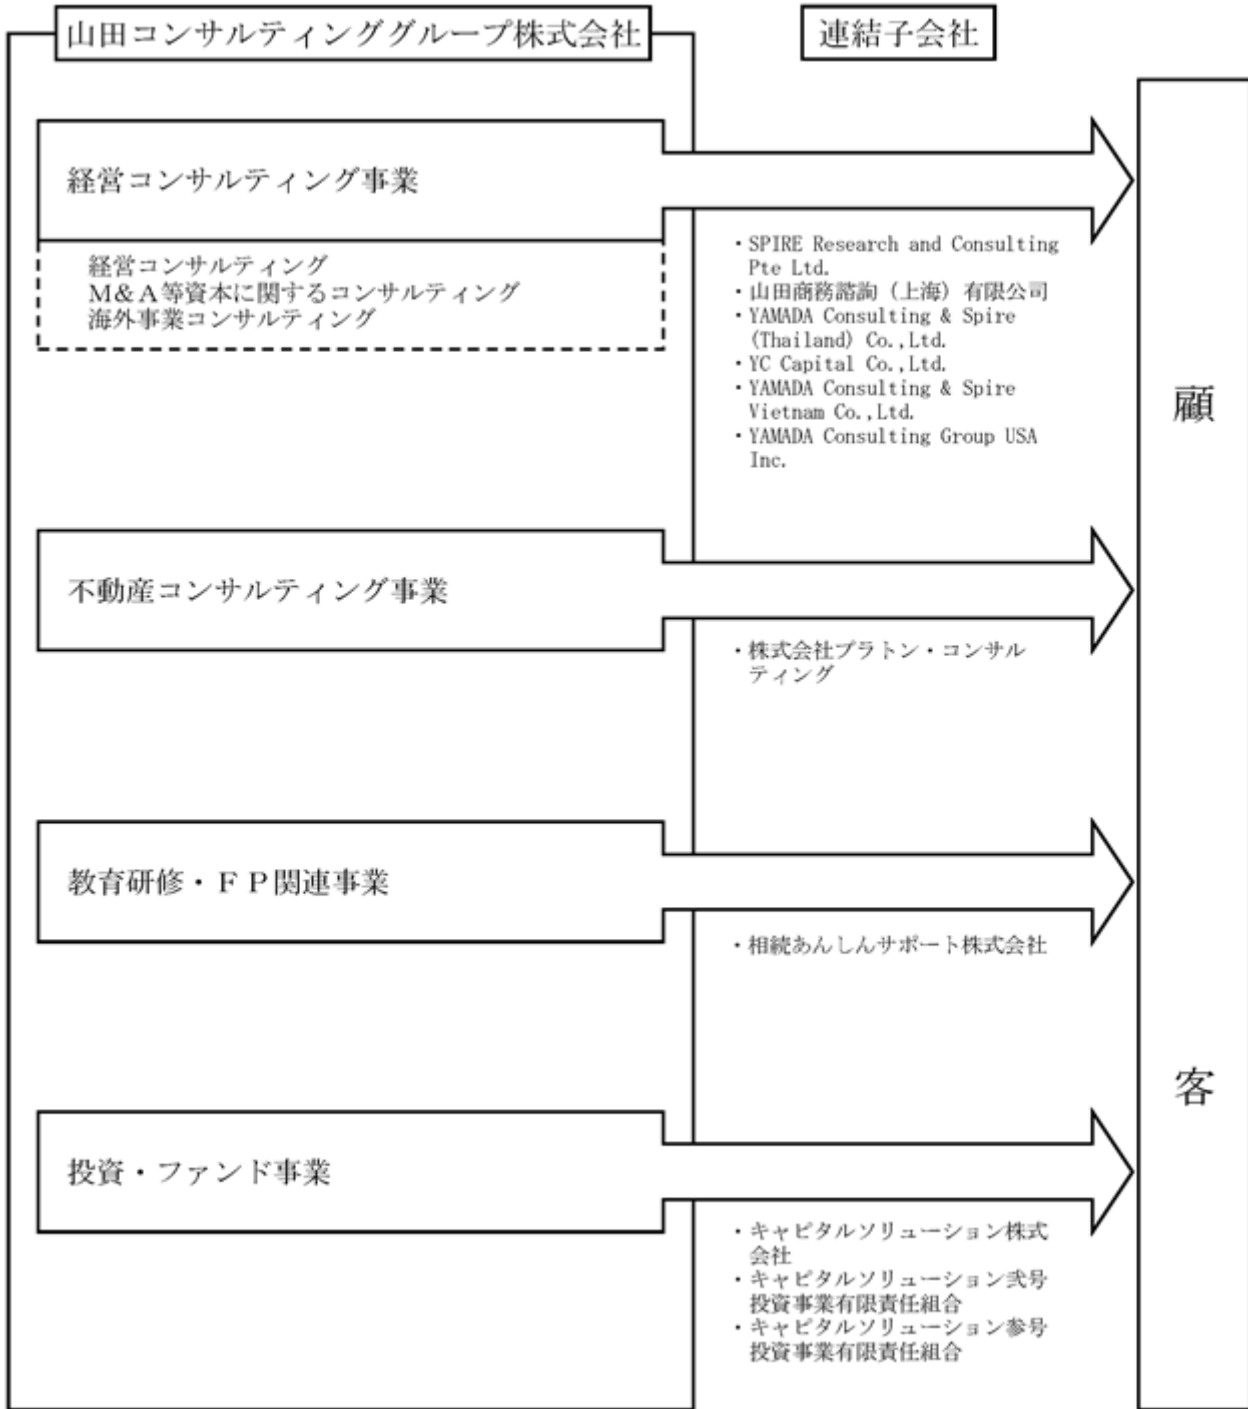 山田コンサルティンググループ株式会社
連結子会社
経営コンサルティング事業
経営コンサルティング
Ｍ＆Ａ等資本に関するコンサルティング
海外事業コンサルティング
・SPIRE Research and Consulting
Pte Ltd.
・山田商務諮詢（上海）有限公司
・YAMADA Consulting & Spire
(Thailand) Co.,Ltd.
・YC Capital Co.,Ltd.
・YAMADA Consulting & Spire
Vietnam Co.,Ltd.
・YAMADA Consulting Group USA
Inc.
不動産コンサルティング事業
・株式会社プラトン・コンサル
ティング
教育研修・ＦＰ関連事業
・相続あんしんサポート株式会社
投資・ファンド事業
・キャピタルソリューション株式
会社
・キャピタルソリューション弐号
投資事業有限責任組合
・キャピタルソリューション参号
投資事業有限責任組合
顧
客